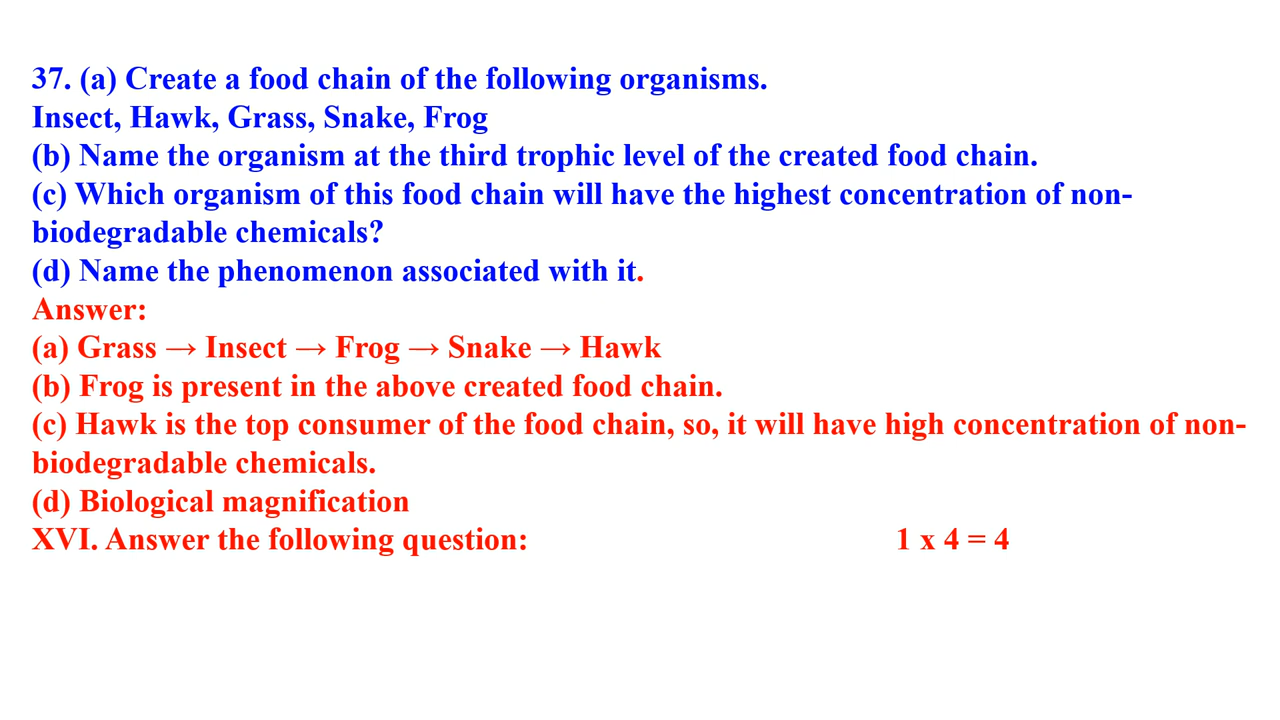 37. (a) Create a food chain of the following organisms.
Insect, Hawk, Grass, Snake, Frog
(b) Name the organism at the third trophic level of the created food chain.
(c) Which organism of this food chain will have the highest concentration of non-
biodegradable chemicals?
(d) Name the phenomenon associated with it.
Answer:
(a) Grass → Insect → Frog → Snake → Hawk
(b) Frog is present in the above created food chain.
(c) Hawk is the top consumer of the food chain, so, it will have high concentration of non-
biodegradable chemicals.
(d) Biological magnification
XVI. Answer the following question: 1 x 4 = 4